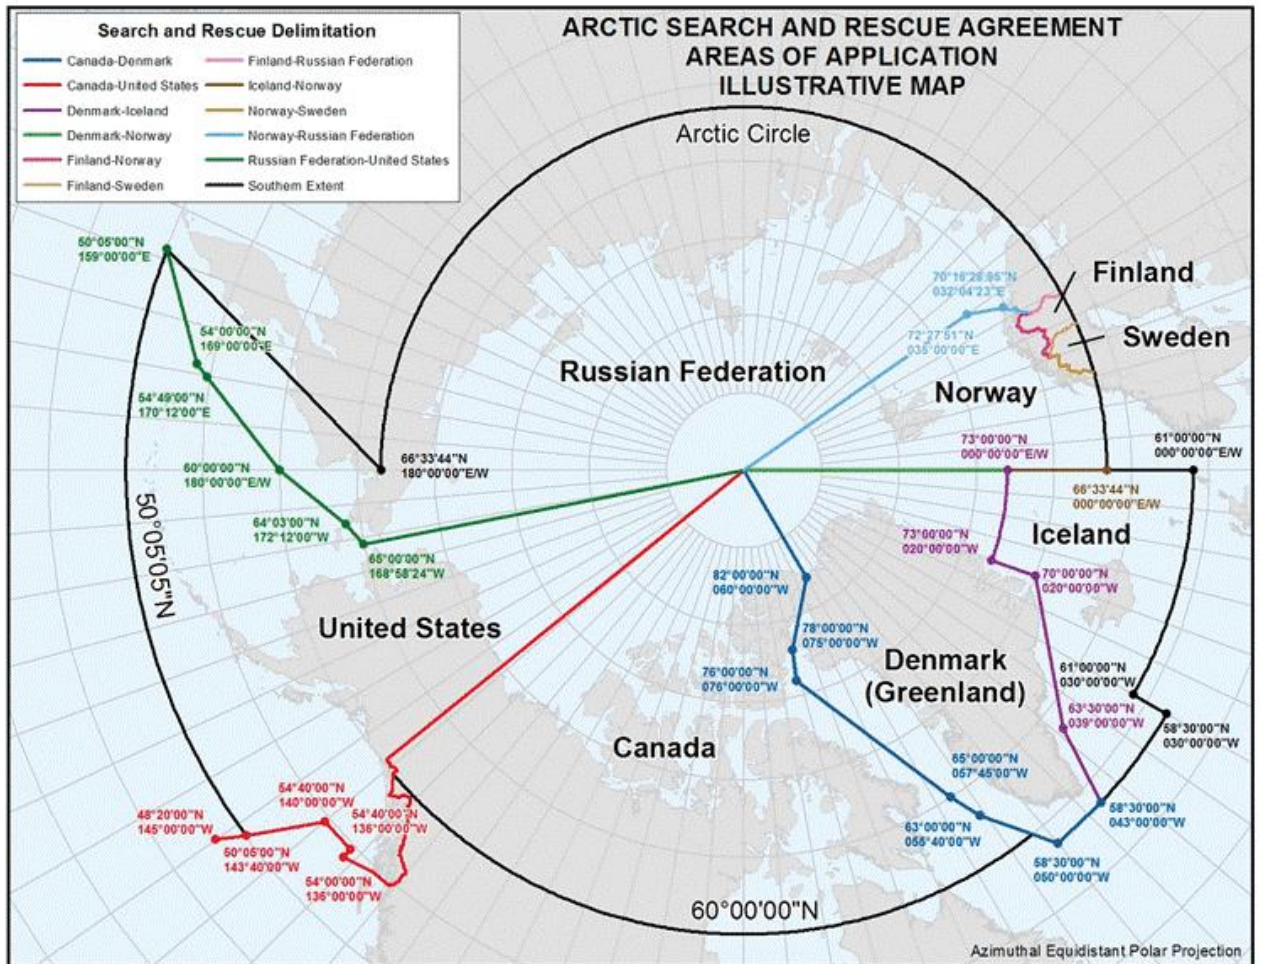 ARCTIC SEARCH AND RESCUE AGREEMENT
AREAS OF APPLICATION
ILLUSTRATIVE MAP
Search and Rescue Delimitation
Canada-Denmark
Canada-United States
Denmark-Iceland
Denmark-Norway
Finland-Norway
Finland-Sweden
Finland-Russian Federation
Iceland-Norway
Norway-Sweden
Norway-Russian Federation
Russian Federation-United States
Southern Extent
Arctic Circle
50°05'00"N
159°00'00"E
54°00'00"N
169°00'00"E
54°49'00"N
170°12'00"E
60°00'00"N
180°00'00"E/W
64°03'00"N
172°12'00"W
65°00'00"N
168°58'24"W
66°33'44"N
180°00'00"E/W
50°05'05"N
Russian Federation
032°04'23"E
72°27'51"N
035°00'00"E
Finland
Sweden
Norway
73°00'00"N
000°00'00"E/W
61°00'00"N
000°00'00"E/W
66°33'44"N
000°00'00"E/W
Iceland
73°00'00"N
020°00'00"W
70°00'00"N
020°00'00"W
82°00'00"N
060°00'00"W
78°00'00"N
075°00'00"W
76°00'00"N
076°00'00"W
United States
Denmark
(Greenland)
61°00'00"N
030°00'00"W
63°30'00"N
039°00'00"W
58°30'00"N
030°00'00"W
Canada
65°00'00"N
057°45'00"W
63°00'00"N
055°40'00"W
58°30'00"N
043°00'00"W
58°30'00"N
050°00'00"W
54°40'00"N
140°00'00"W
54°40'00"N
136°00'00"W
48°20'00"N
145°00'00"W
50°05'00"N
143°40'00"W
54°00'00"N
136°00'00"W
60°00'00"N
Azimuthal Equidistant Polar Projection